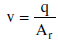 v = q / A_r